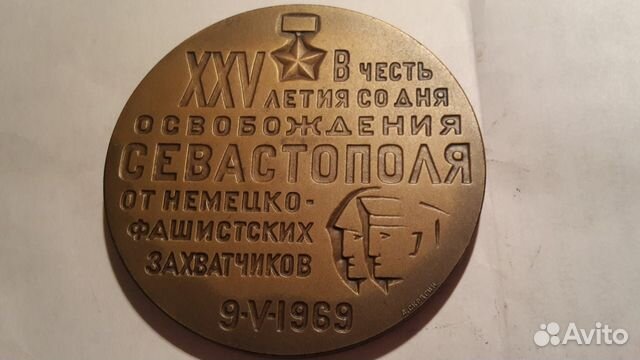 XXV В ЧЕСТЬ
ЛЕТИЯ СО ДНЯ
ОСВОБОЖДЕНИЯ
СЕВАСТОПОЛЯ
ОТ НЕМЕЦКО-
ФАШИСТСКИХ
ЗАХВАТЧИКОВ
9-V-1969
Avito